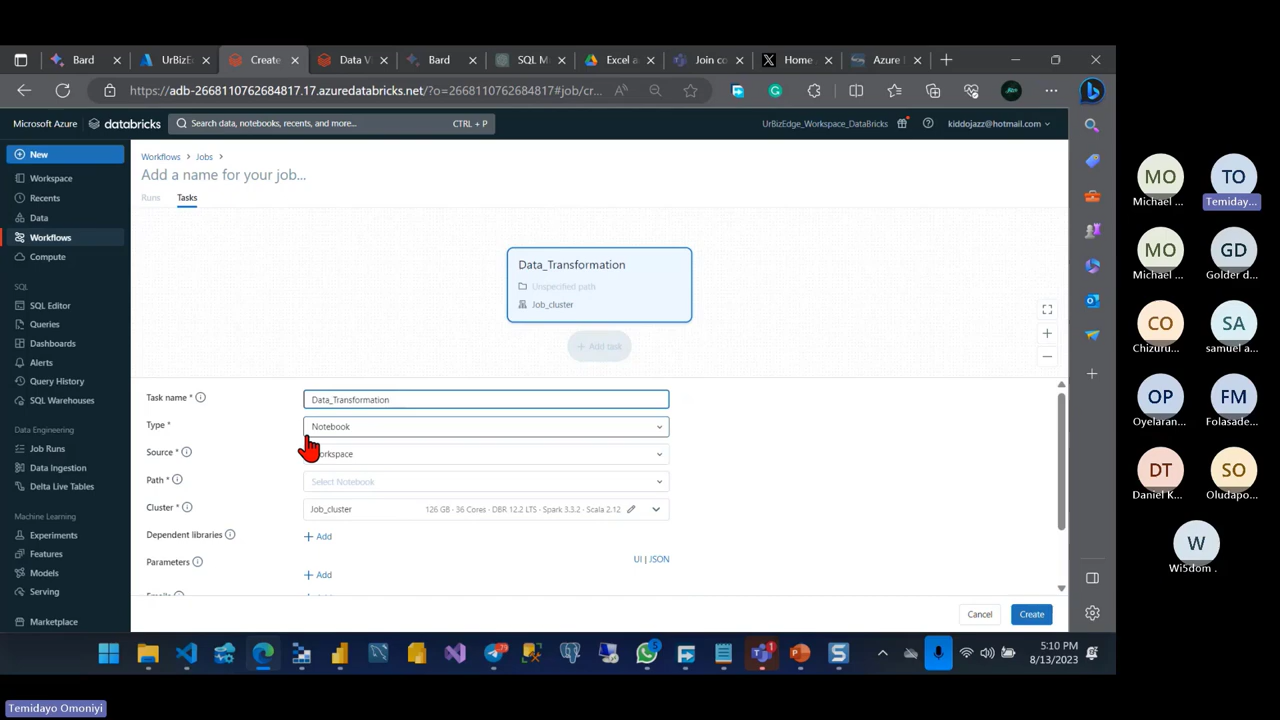 Bard
UrBizE
Create
Data V
Bard
SQL M
Excel a
Join co
Home
Azure
https://adb-2668110762684817.17.azuredatabricks.net/?o=2668110762684817#job/cr...
Microsoft Azure
databricks
Search data, notebooks, recents, and more...
CTRL + P
UrBizEdge_Workspace_DataBricks
kiddojazz@hotmail.com
New
Workspace
Recents
Data
Workflows
Compute
SQL
SQL Editor
Queries
Dashboards
Alerts
Query History
SQL Warehouses
Data Engineering
Job Runs
Data Ingestion
Delta Live Tables
Machine Learning
Experiments
Features
Models
Serving
Marketplace
Workflows > Jobs >
Add a name for your job...
Runs
Tasks
Data_Transformation
Unspecified path
Job_cluster
+ Add task
Task name *
Data_Transformation
Type *
Notebook
Source *
orkspace
Path *
Select Notebook
Cluster *
Job_cluster
126 GB · 36 Cores · DBR 12.2 LTS · Spark 3.3.2 · Scala 2.12
Dependent libraries
+ Add
Parameters
UI | JSON
+ Add
Emails
Cancel
Create
5:10 PM
8/13/2023
MO
Michael ...
TO
Temiday...
MO
Michael ...
GD
Golder d...
CO
Chizuru...
SA
samuel a...
OP
Oyelaran...
FM
Folasade...
DT
Daniel K...
SO
Oludapo...
W
Wi5dom .
Temidayo Omoniyi